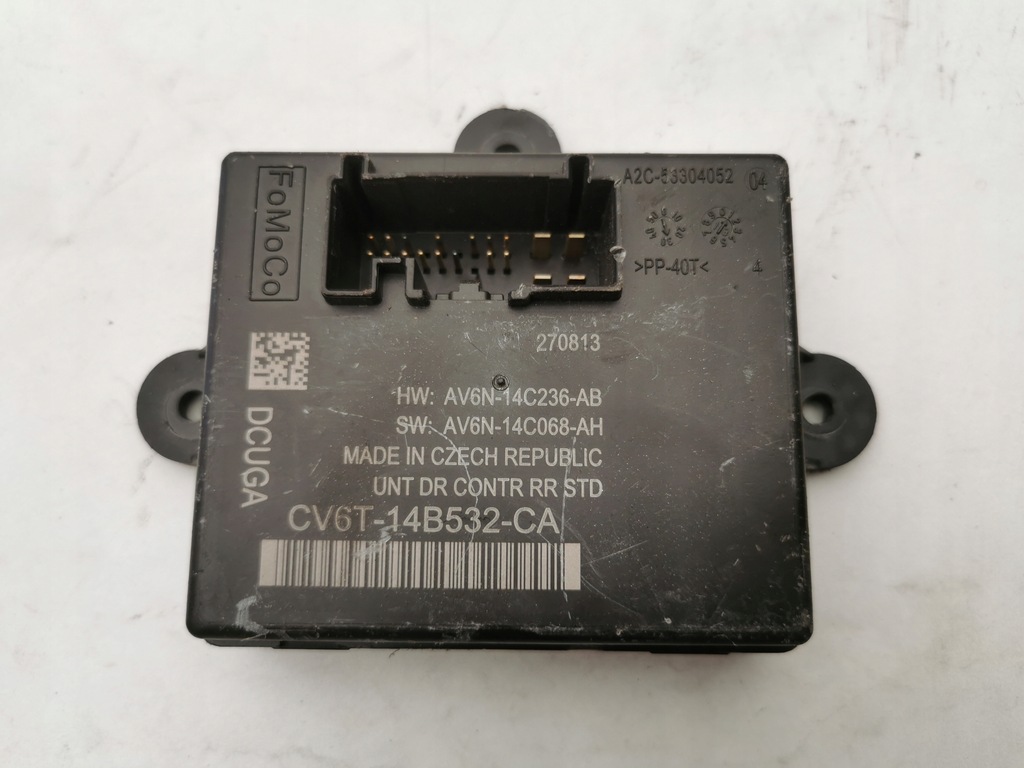 FoMoCo
A2C-53304052 04
>PP-40T< 4
270813
HW: AV6N-14C236-AB
SW: AV6N-14C068-AH
MADE IN CZECH REPUBLIC
UNT DR CONTR RR STD
DCUGA
CV6T-14B532-CA